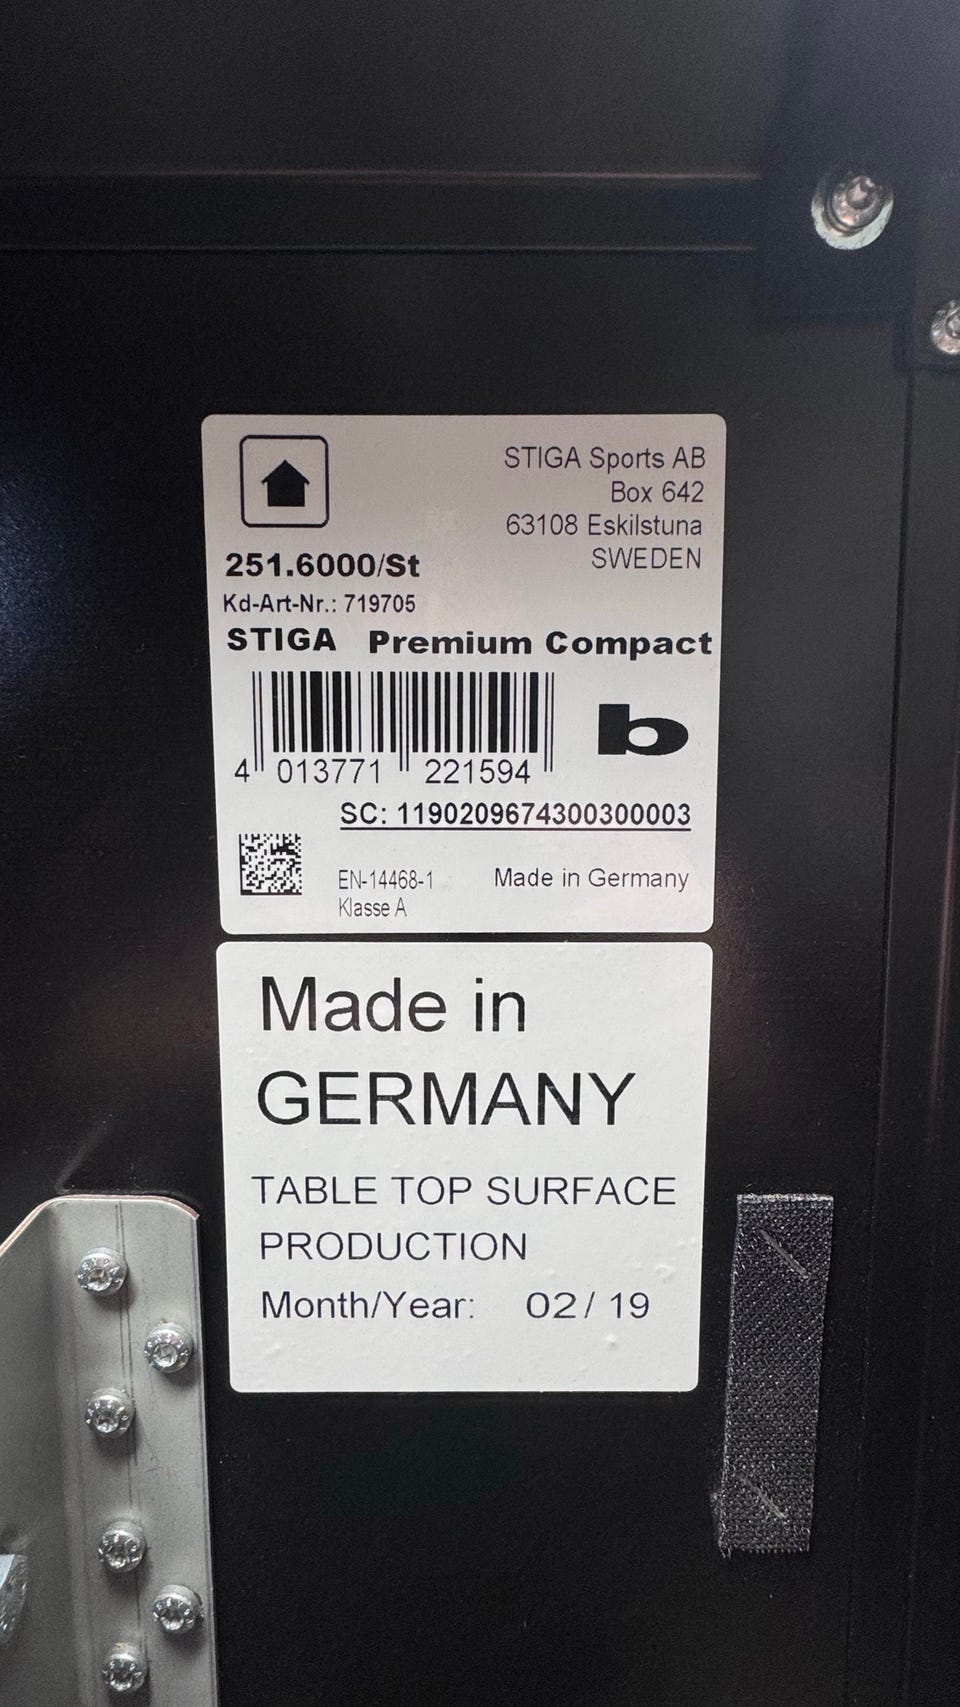 STIGA Sports AB
Box 642
63108 Eskilstuna
SWEDEN
251.6000/St
Kd-Art-Nr.: 719705
STIGA Premium Compact
b
4 013771 221594
SC: 1190209674300300003
EN-14468-1
Klasse A
Made in Germany
Made in
GERMANY
TABLE TOP SURFACE
PRODUCTION
Month/Year: 02/ 19